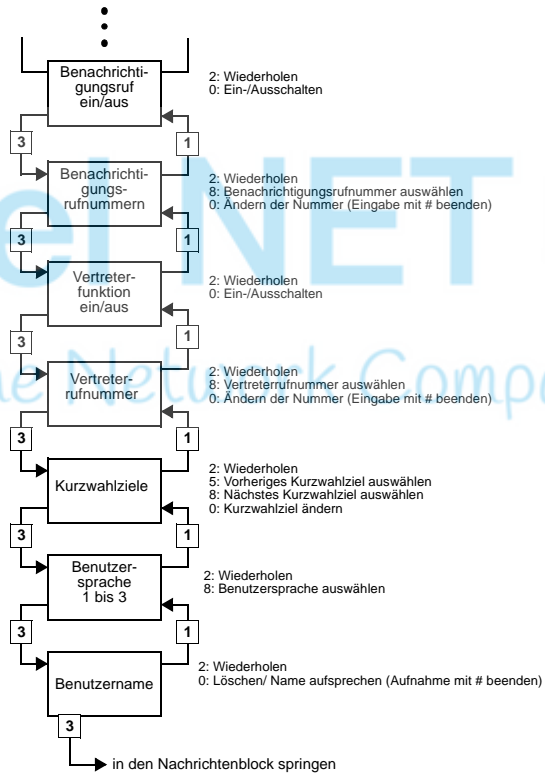 Benachrichti-
gungsruf
ein/aus
2: Wiederholen
0: Ein-/Ausschalten
3
1
Benachrichti-
gungs-
rufnummern
2: Wiederholen
8: Benachrichtigungsrufnummer auswählen
0: Ändern der Nummer (Eingabe mit # beenden)
3
1
Vertreter-
funktion
ein/aus
2: Wiederholen
0: Ein-/Ausschalten
3
1
Vertreter-
rufnummer
2: Wiederholen
8: Vertreterrufnummer auswählen
0: Ändern der Nummer (Eingabe mit # beenden)
3
1
Kurzwahlziele
2: Wiederholen
5: Vorheriges Kurzwahlziel auswählen
8: Nächstes Kurzwahlziel auswählen
0: Kurzwahlziel ändern
3
1
Benutzer-
sprache
1 bis 3
2: Wiederholen
8: Benutzersprache auswählen
3
1
Benutzername
2: Wiederholen
0: Löschen/ Name aufsprechen (Aufnahme mit # beenden)
3
in den Nachrichtenblock springen
NET
Network